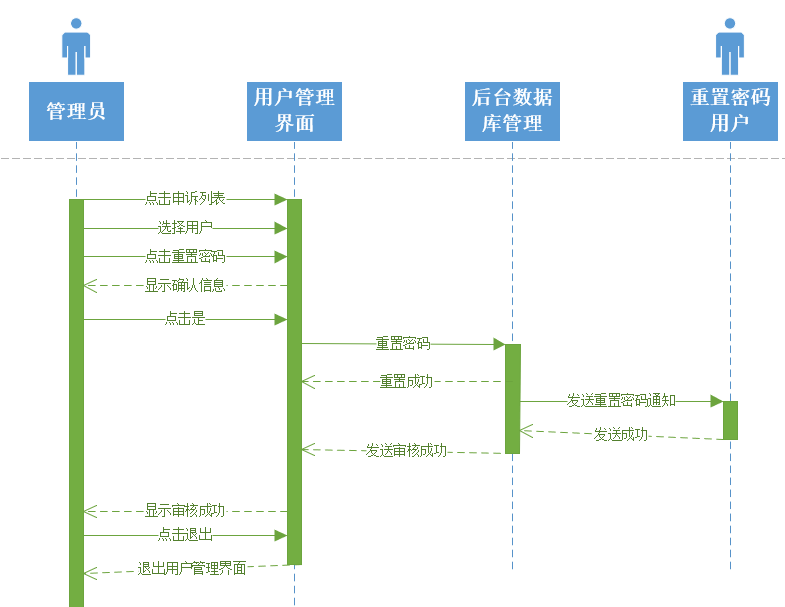 管理员
用户管理
界面
后台数据
库管理
重置密码
用户
点击申诉列表
选择用户
点击重置密码
显示确认信息
点击是
重置密码
重置成功
发送重置密码通知
发送成功
发送审核成功
显示审核成功
点击退出
退出用户管理界面